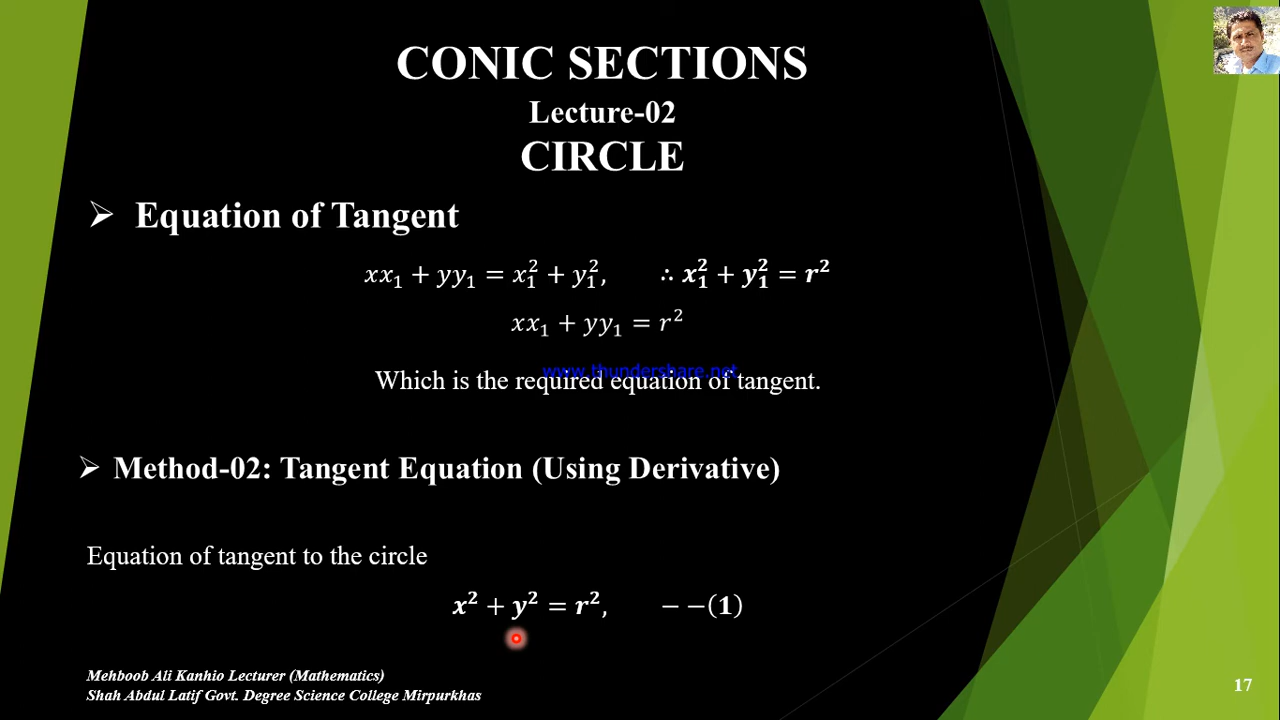 CONIC SECTIONS
Lecture-02
CIRCLE
➢ Equation of Tangent
xx₁ + yy₁ = x₁² + y₁², ∴ x₁² + y₁² = r²
xx₁ + yy₁ = r²
www.thundershare.net
Which is the required equation of tangent.
➢ Method-02: Tangent Equation (Using Derivative)
Equation of tangent to the circle
x² + y² = r², − −(1)
Mehboob Ali Kanhio Lecturer (Mathematics)
Shah Abdul Latif Govt. Degree Science College Mirpurkhas
17